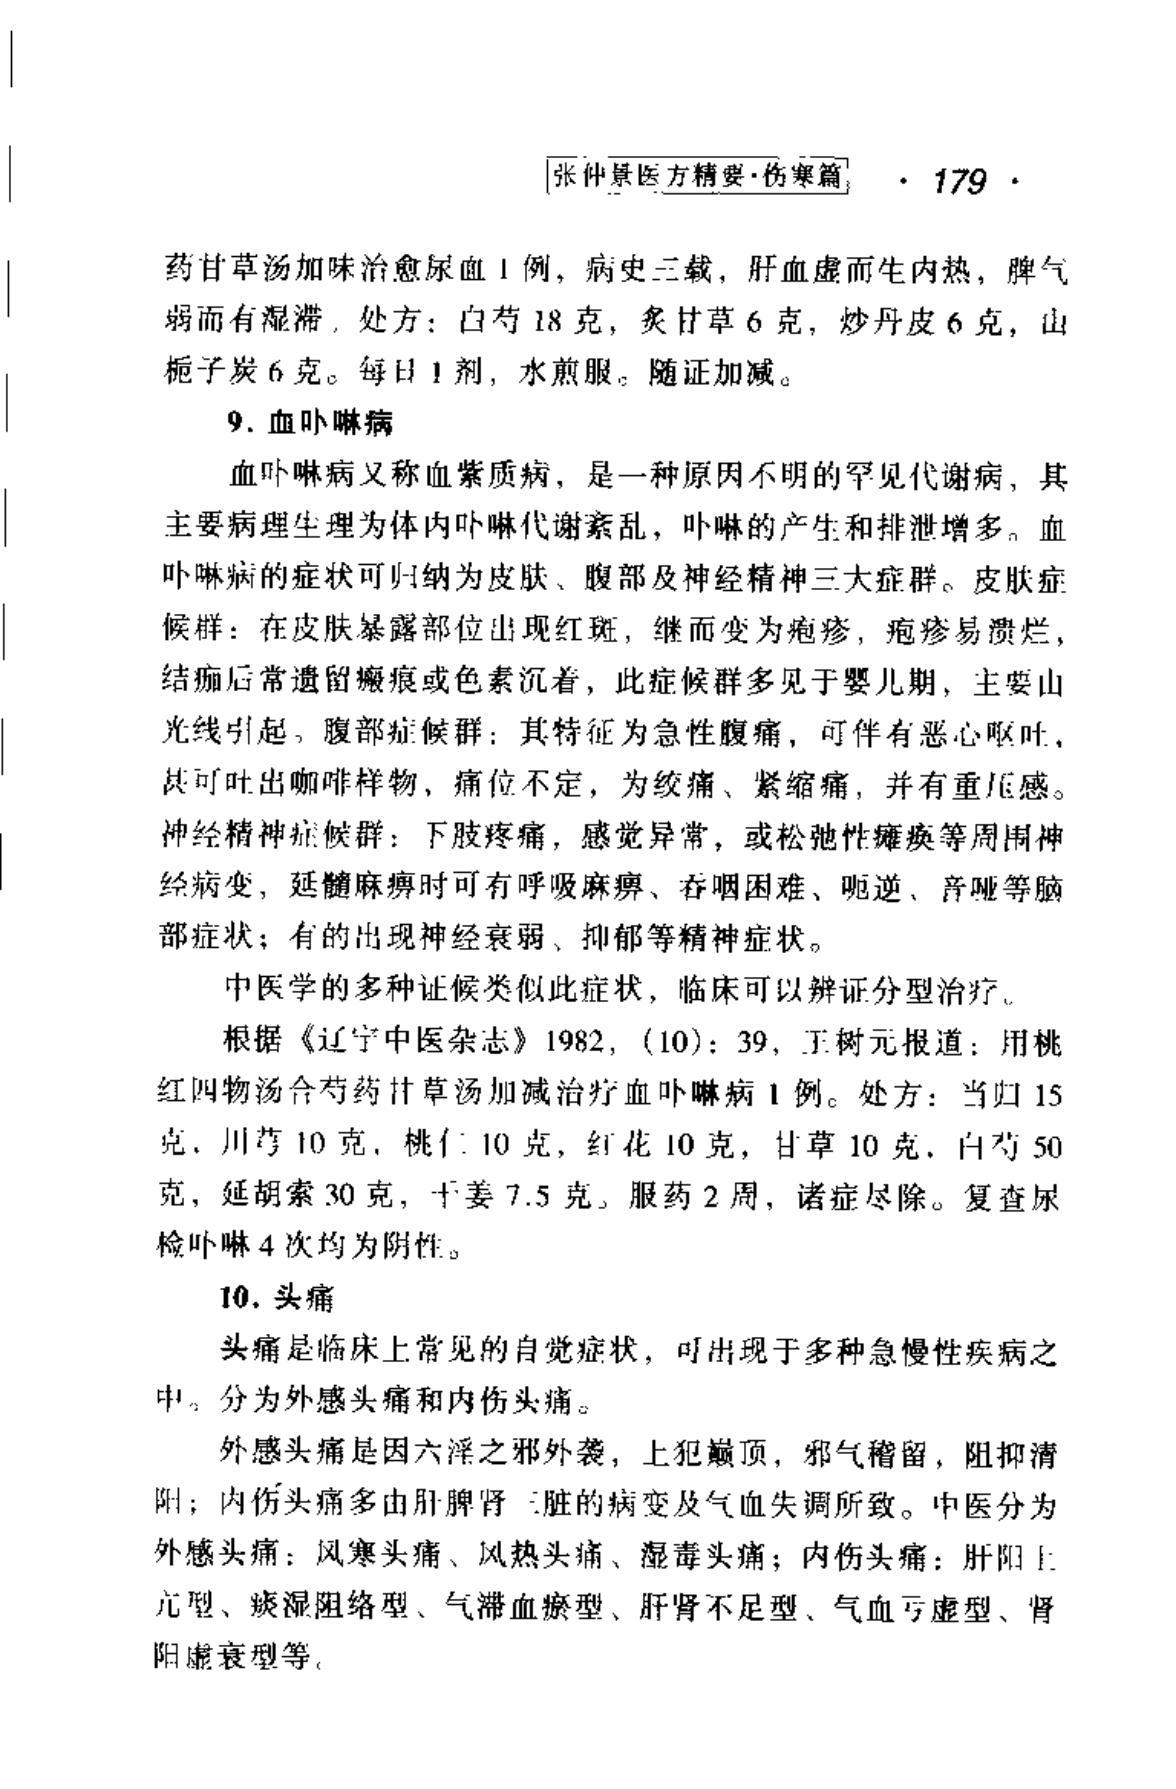 张仲景医方精要·伤寒篇 · 179 ·
药甘草汤加味治愈尿血1例，病史三载，肝血虚而生内热，脾气
弱而有湿滞。处方：白芍18克，炙甘草6克，炒丹皮6克，山
栀子炭6克。每日1剂，水煎服。随证加减。
9. 血卟啉病
血卟啉病又称血紫质病，是一种原因不明的罕见代谢病，其
主要病理生理为体内卟啉代谢紊乱，卟啉的产生和排泄增多。血
卟啉病的症状可归纳为皮肤、腹部及神经精神三大症群。皮肤症
候群：在皮肤暴露部位出现红斑，继而变为疱疹，疱疹易溃烂，
结痂后常遗留瘢痕或色素沉着，此症候群多见于婴儿期，主要由
光线引起。腹部症候群：其特征为急性腹痛，可伴有恶心呕吐，
甚可吐出咖啡样物，痛位不定，为绞痛、紧缩痛，并有重压感。
神经精神症候群：下肢疼痛，感觉异常，或松弛性瘫痪等周围神
经病变，延髓麻痹时可有呼吸麻痹、吞咽困难、呃逆、音哑等脑
部症状；有的出现神经衰弱、抑郁等精神症状。
中医学的多种证候类似此症状，临床可以辨证分型治疗。
根据《辽宁中医杂志》1982，(10)：39，王树元报道：用桃
红四物汤合芍药甘草汤加减治疗血卟啉病1例。处方：当归15
克，川芎10克，桃仁10克，红花10克，甘草10克，白芍50
克，延胡索30克，干姜7.5克。服药2周，诸症尽除。复查尿
检卟啉4次均为阴性。
10. 头痛
头痛是临床上常见的自觉症状，可出现于多种急慢性疾病之
中。分为外感头痛和内伤头痛。
外感头痛是因六淫之邪外袭，上犯巅顶，邪气稽留，阻抑清
阳；内伤头痛多由肝脾肾三脏的病变及气血失调所致。中医分为
外感头痛：风寒头痛、风热头痛、湿毒头痛；内伤头痛：肝阳上
亢型、痰湿阻络型、气滞血瘀型、肝肾不足型、气血亏虚型、肾
阳虚衰型等。